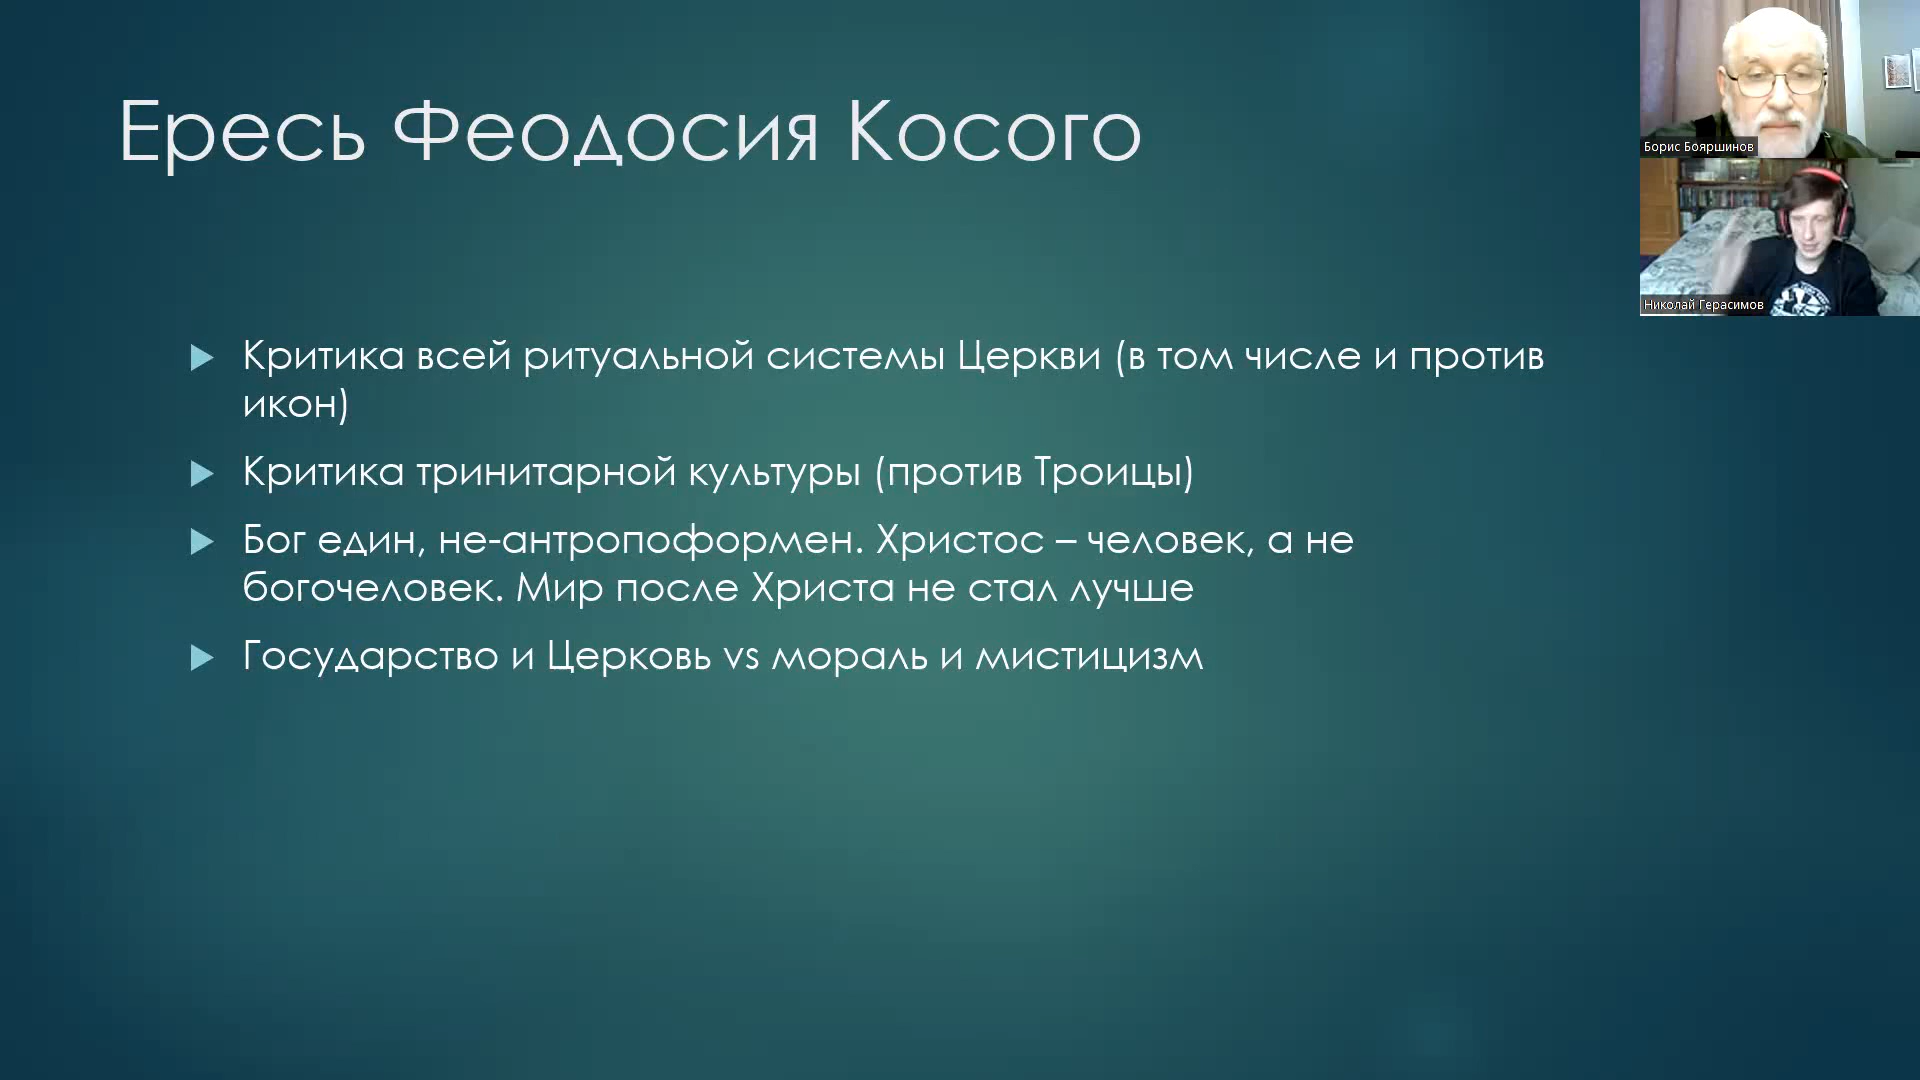 Ересь Феодосия Косого
Критика всей ритуальной системы Церкви (в том числе и против
икон)
Критика тринитарной культуры (против Троицы)
Бог един, не-антропоформен. Христос – человек, а не
богочеловек. Мир после Христа не стал лучше
Государство и Церковь vs мораль и мистицизм
Борис Бояршинов
Николай Герасимов